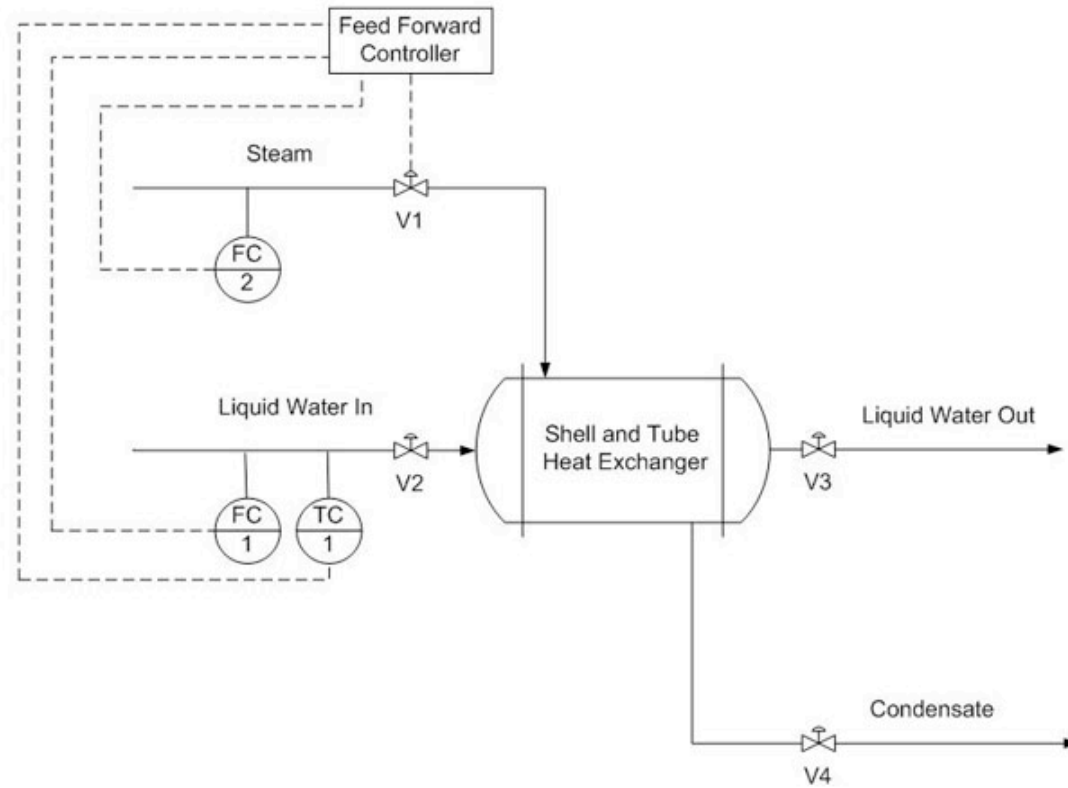 Feed Forward
Controller
Steam
V1
FC
2
Liquid Water In
V2
Shell and Tube
Heat Exchanger
Liquid Water Out
V3
FC
1
TC
1
Condensate
V4